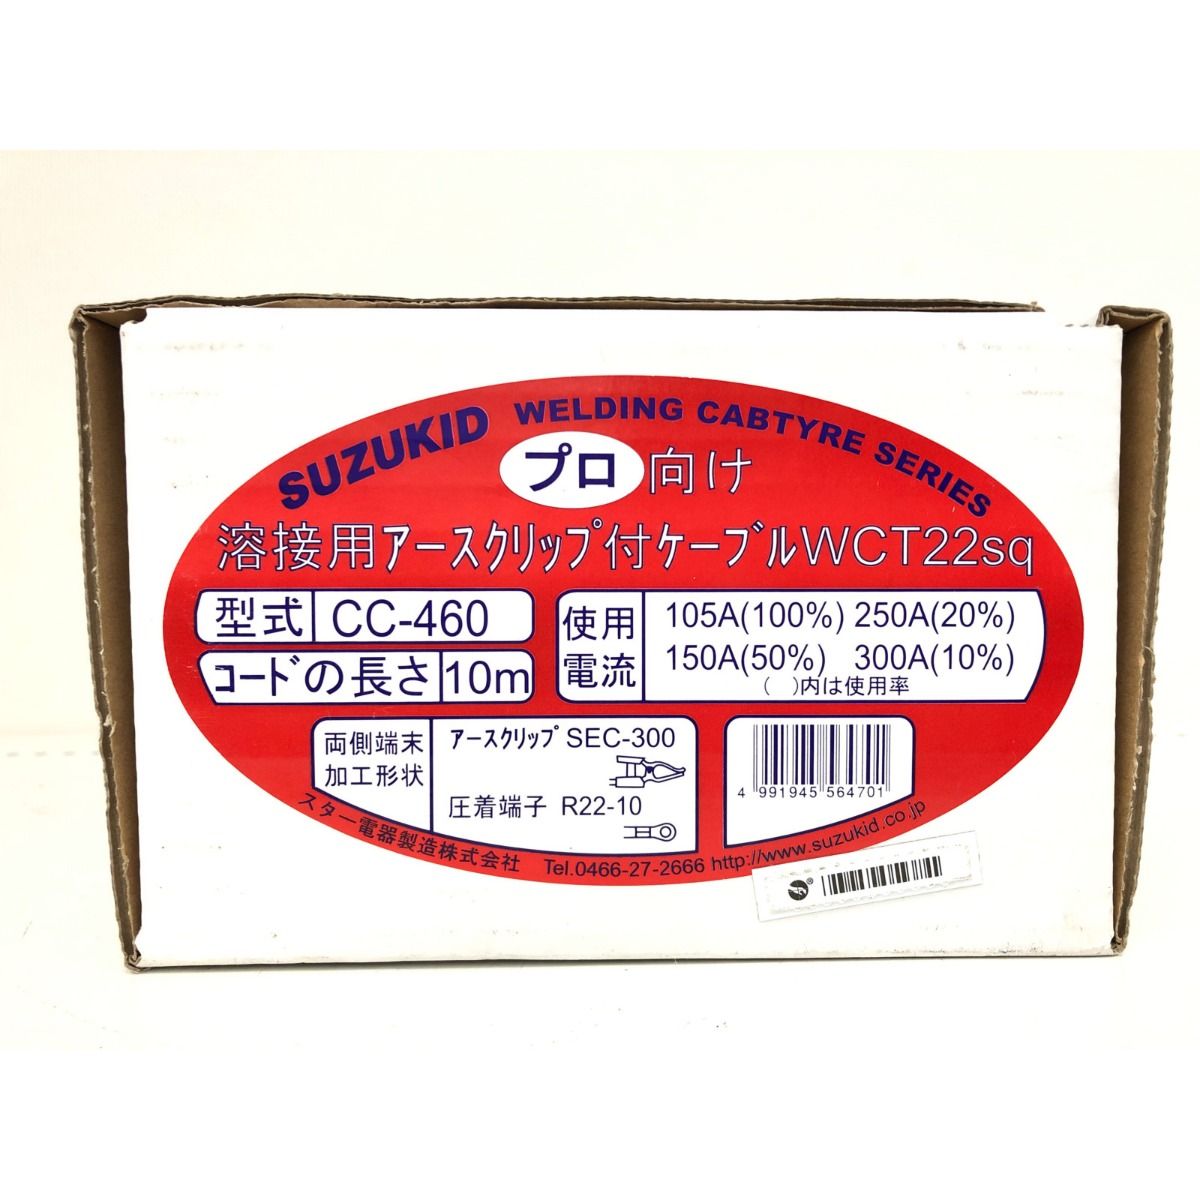 SUZUKID WELDING CABTYRE SERIES
プロ向け
溶接用アースクリップ付ケーブルWCT22sq
型式 CC-460
コードの長さ 10m
使用電流
105A(100%) 250A(20%)
150A(50%) 300A(10%)
( )内は使用率
両側端末
加工形状
アースクリップ SEC-300
圧着端子 R22-10
4 991945 564701
スター電器製造株式会社 Tel.0466-27-2666 http://www.suzukid.co.jp